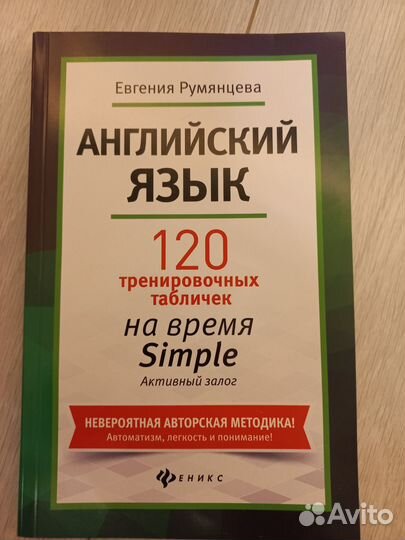 Евгения Румянцева
АНГЛИЙСКИЙ
ЯЗЫК
120
тренировочных
табличек
на время
Simple
Активный залог
НЕВЕРОЯТНАЯ АВТОРСКАЯ МЕТОДИКА!
Автоматизм, легкость и понимание!
ФЕНИКС
Avito